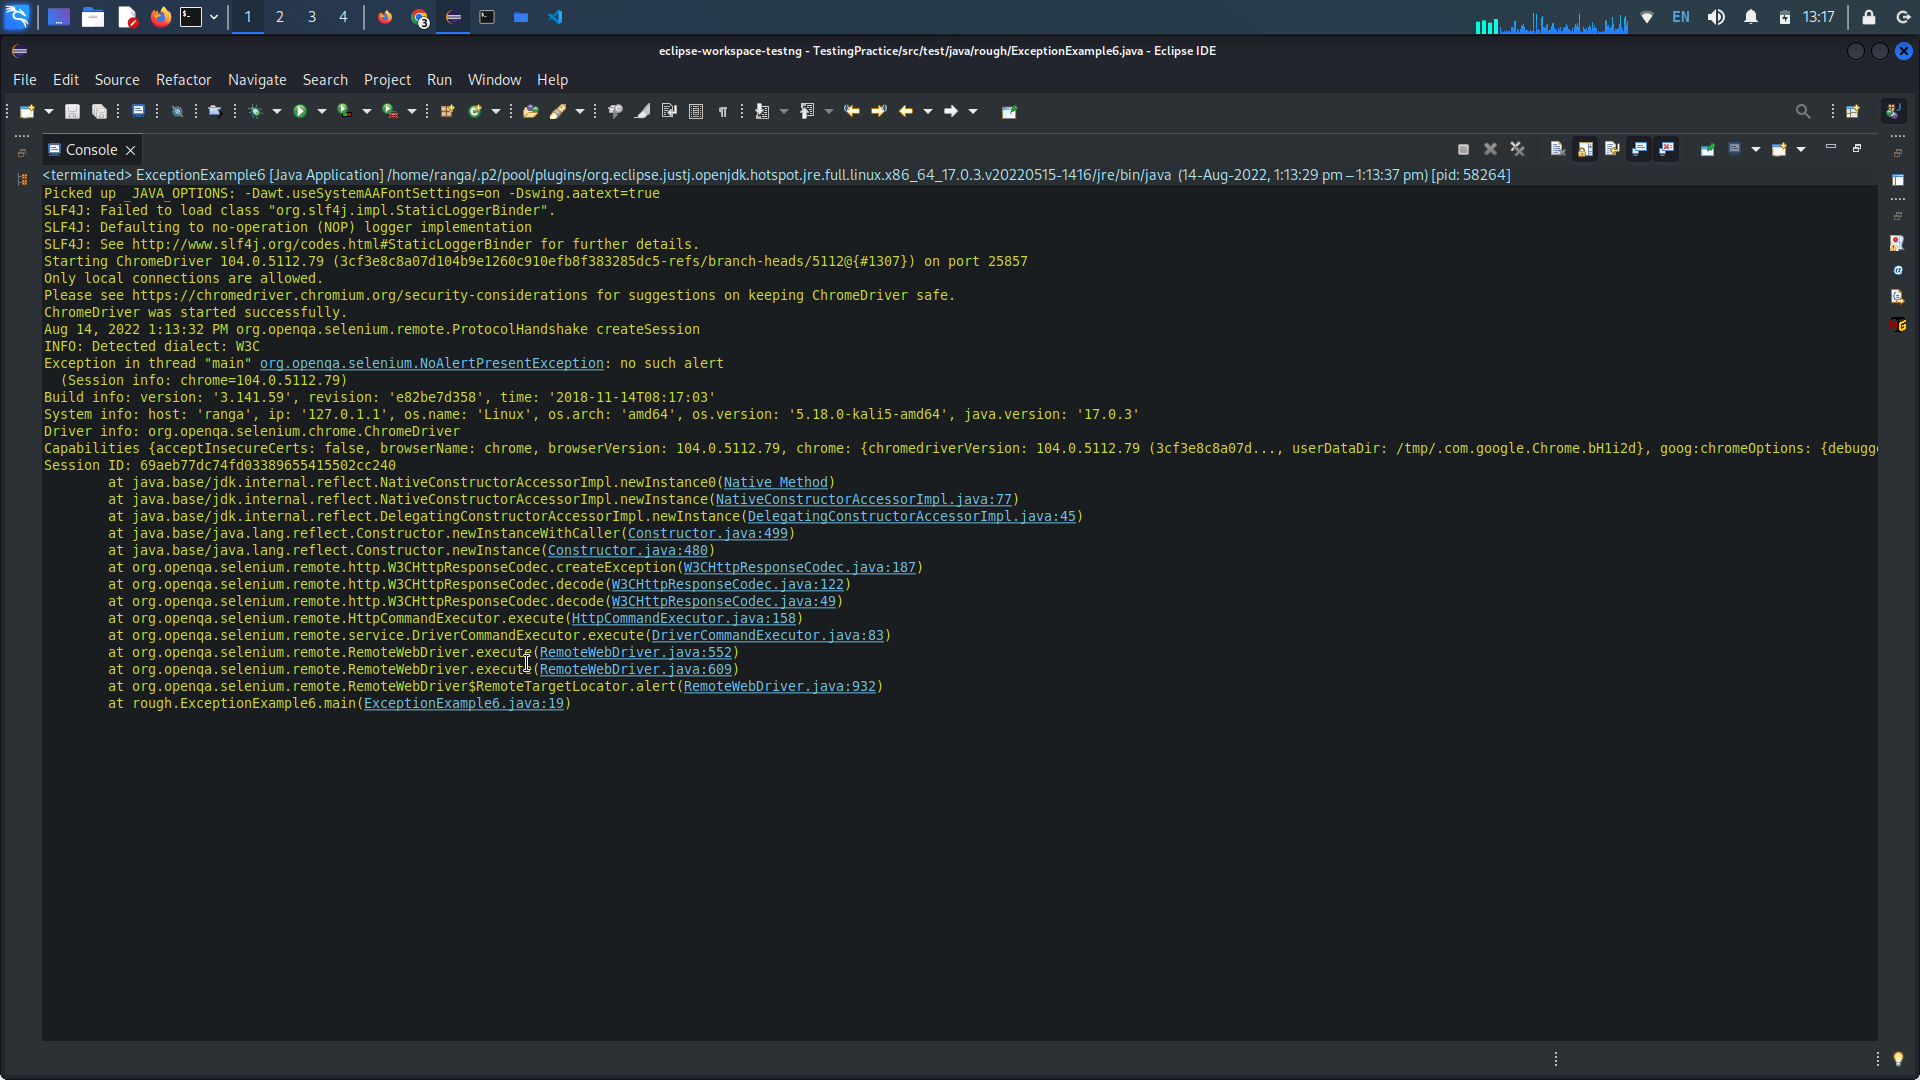 1 2 3 4 3 EN 13:17
eclipse-workspace-testng - TestingPractice/src/test/java/rough/ExceptionExample6.java - Eclipse IDE
File Edit Source Refactor Navigate Search Project Run Window Help
Console
<terminated> ExceptionExample6 [Java Application] /home/ranga/.p2/pool/plugins/org.eclipse.justj.openjdk.hotspot.jre.full.linux.x86_64_17.0.3.v20220515-1416/jre/bin/java (14-Aug-2022, 1:13:29 pm – 1:13:37 pm) [pid: 58264]
Picked up _JAVA_OPTIONS: -Dawt.useSystemAAFontSettings=on -Dswing.aatext=true
SLF4J: Failed to load class "org.slf4j.impl.StaticLoggerBinder".
SLF4J: Defaulting to no-operation (NOP) logger implementation
SLF4J: See http://www.slf4j.org/codes.html#StaticLoggerBinder for further details.
Starting ChromeDriver 104.0.5112.79 (3cf3e8c8a07d104b9e1260c910efb8f383285dc5-refs/branch-heads/5112@{#1307}) on port 25857
Only local connections are allowed.
Please see https://chromedriver.chromium.org/security-considerations for suggestions on keeping ChromeDriver safe.
ChromeDriver was started successfully.
Aug 14, 2022 1:13:32 PM org.openqa.selenium.remote.ProtocolHandshake createSession
INFO: Detected dialect: W3C
Exception in thread "main" org.openqa.selenium.NoAlertPresentException: no such alert
(Session info: chrome=104.0.5112.79)
Build info: version: '3.141.59', revision: 'e82be7d358', time: '2018-11-14T08:17:03'
System info: host: 'ranga', ip: '127.0.1.1', os.name: 'Linux', os.arch: 'amd64', os.version: '5.18.0-kali5-amd64', java.version: '17.0.3'
Driver info: org.openqa.selenium.chrome.ChromeDriver
Capabilities {acceptInsecureCerts: false, browserName: chrome, browserVersion: 104.0.5112.79, chrome: {chromedriverVersion: 104.0.5112.79 (3cf3e8c8a07d..., userDataDir: /tmp/.com.google.Chrome.bH1i2d}, goog:chromeOptions: {debugg
Session ID: 69aeb77dc74fd03389655415502cc240
at java.base/jdk.internal.reflect.NativeConstructorAccessorImpl.newInstance0(Native Method)
at java.base/jdk.internal.reflect.NativeConstructorAccessorImpl.newInstance(NativeConstructorAccessorImpl.java:77)
at java.base/jdk.internal.reflect.DelegatingConstructorAccessorImpl.newInstance(DelegatingConstructorAccessorImpl.java:45)
at java.base/java.lang.reflect.Constructor.newInstanceWithCaller(Constructor.java:499)
at java.base/java.lang.reflect.Constructor.newInstance(Constructor.java:480)
at org.openqa.selenium.remote.http.W3CHttpResponseCodec.createException(W3CHttpResponseCodec.java:187)
at org.openqa.selenium.remote.http.W3CHttpResponseCodec.decode(W3CHttpResponseCodec.java:122)
at org.openqa.selenium.remote.http.W3CHttpResponseCodec.decode(W3CHttpResponseCodec.java:49)
at org.openqa.selenium.remote.HttpCommandExecutor.execute(HttpCommandExecutor.java:158)
at org.openqa.selenium.remote.service.DriverCommandExecutor.execute(DriverCommandExecutor.java:83)
at org.openqa.selenium.remote.RemoteWebDriver.execute(RemoteWebDriver.java:552)
at org.openqa.selenium.remote.RemoteWebDriver.execute(RemoteWebDriver.java:609)
at org.openqa.selenium.remote.RemoteWebDriver$RemoteTargetLocator.alert(RemoteWebDriver.java:932)
at rough.ExceptionExample6.main(ExceptionExample6.java:19)